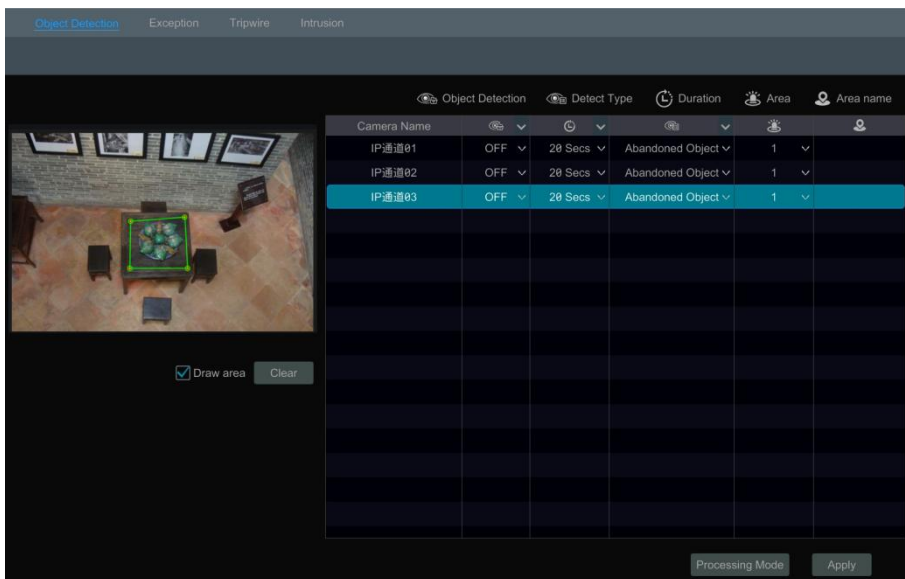 Object Detection Exception Tripwire Intrusion
Object Detection Detect Type Duration Area Area name
Camera Name
IP通道01 OFF 20 Secs Abandoned Object 1
IP通道02 OFF 20 Secs Abandoned Object 1
IP通道03 OFF 20 Secs Abandoned Object 1
Draw area Clear
Processing Mode Apply